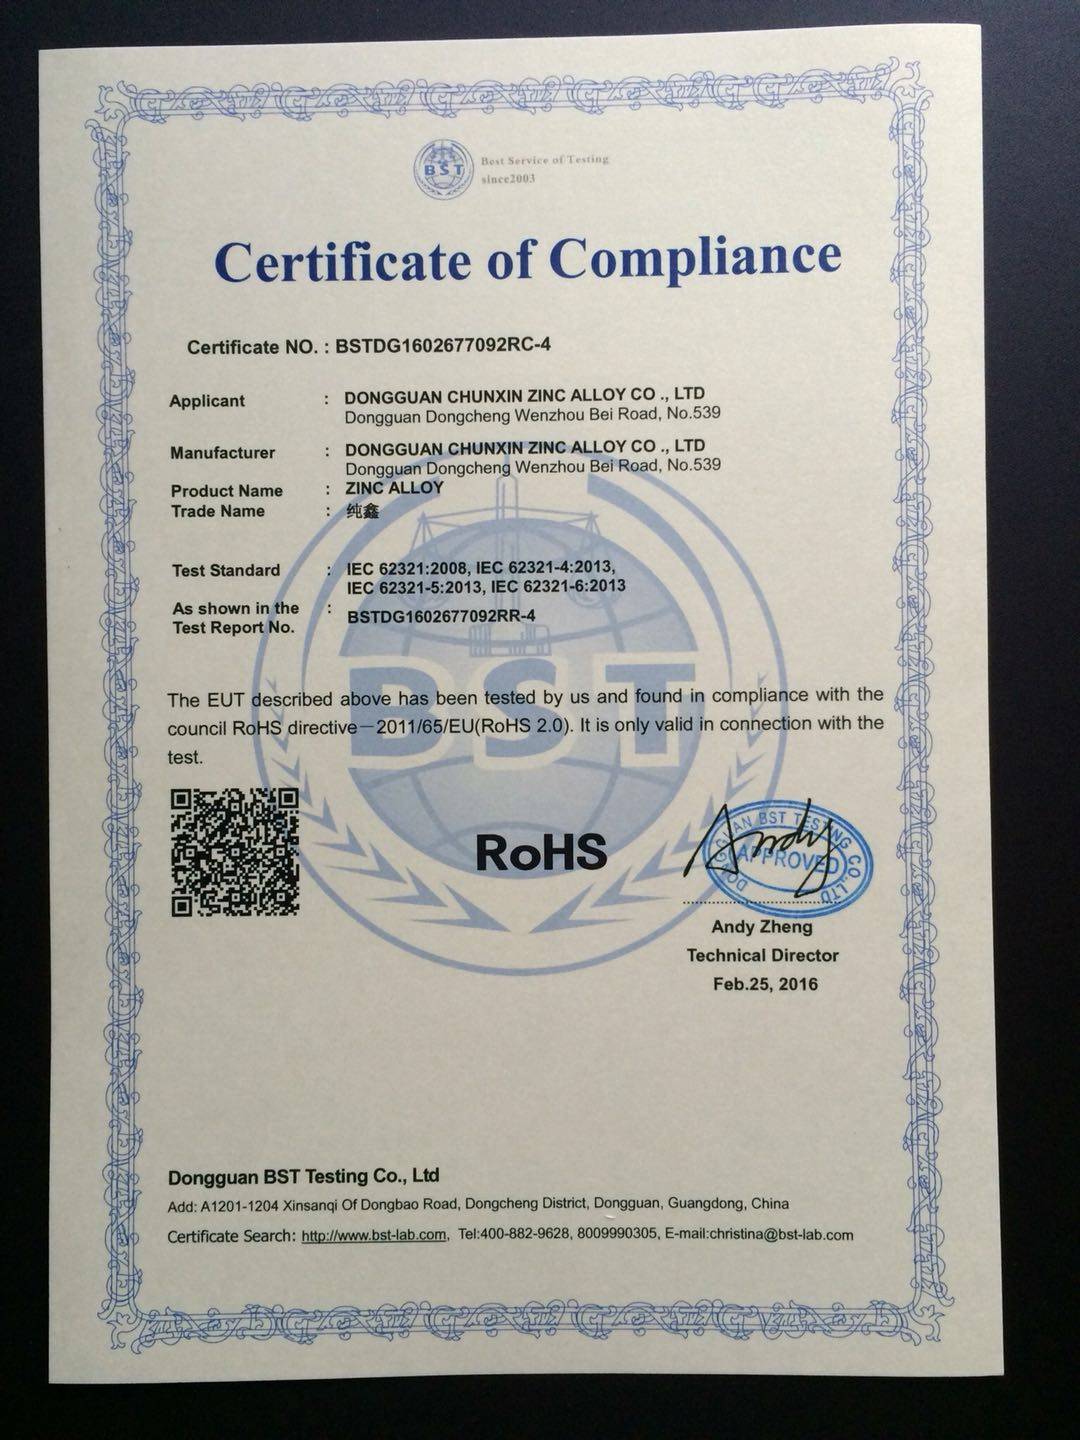 BST
Best Service of Testing
since2003
Certificate of Compliance
Certificate NO. : BSTDG1602677092RC-4
Applicant : DONGGUAN CHUNXIN ZINC ALLOY CO ., LTD
Dongguan Dongcheng Wenzhou Bei Road, No.539
Manufacturer : DONGGUAN CHUNXIN ZINC ALLOY CO ., LTD
Dongguan Dongcheng Wenzhou Bei Road, No.539
Product Name : ZINC ALLOY
Trade Name : 纯鑫
Test Standard : IEC 62321:2008, IEC 62321-4:2013,
IEC 62321-5:2013, IEC 62321-6:2013
As shown in the :
Test Report No. BSTDG1602677092RR-4
BST
The EUT described above has been tested by us and found in compliance with the
council RoHS directive－2011/65/EU(RoHS 2.0). It is only valid in connection with the
test.
RoHS
DONGGUAN BST TESTING CO.,LTD
APPROVED
Andy
Andy Zheng
Technical Director
Feb.25, 2016
Dongguan BST Testing Co., Ltd
Add: A1201-1204 Xinsanqi Of Dongbao Road, Dongcheng District, Dongguan, Guangdong, China
Certificate Search: http://www.bst-lab.com, Tel:400-882-9628, 8009990305, E-mail:christina@bst-lab.com